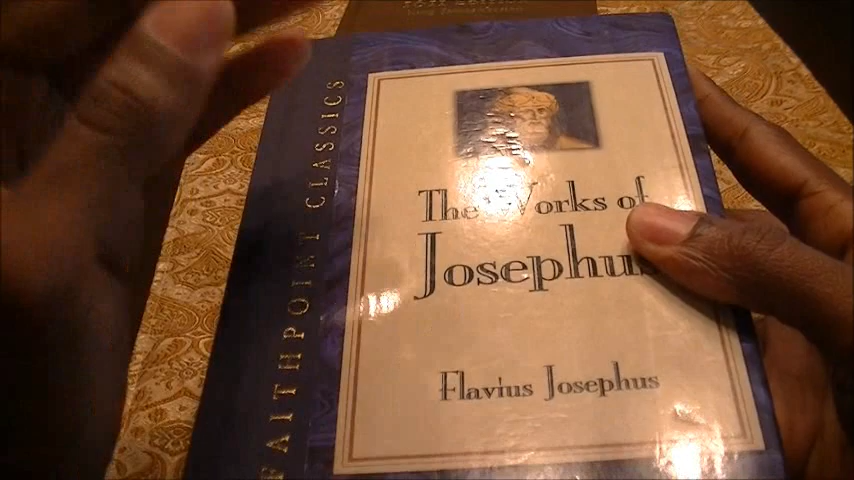 FAITHPOINT CLASSICS
The Works of
Josephus
Flavius Josephus